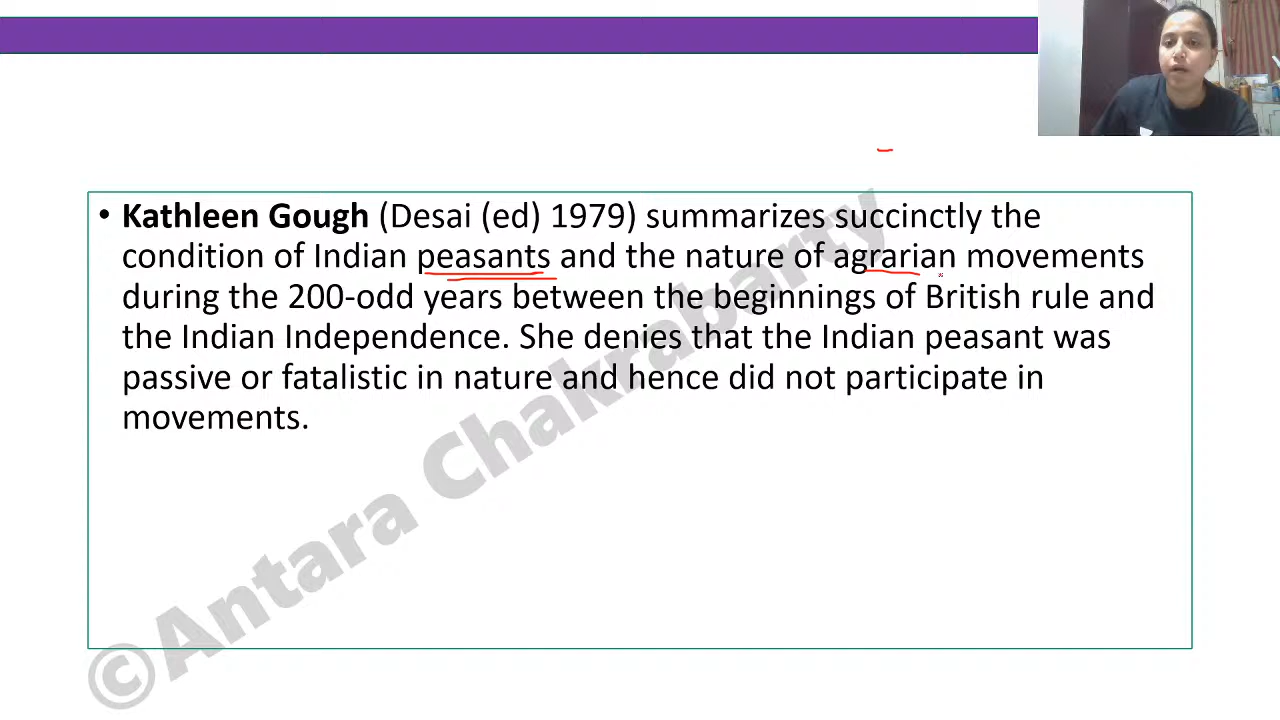 • Kathleen Gough (Desai (ed) 1979) summarizes succinctly the
condition of Indian peasants and the nature of agrarian movements
during the 200-odd years between the beginnings of British rule and
the Indian Independence. She denies that the Indian peasant was
passive or fatalistic in nature and hence did not participate in
movements.
©Antara Chakrabarty